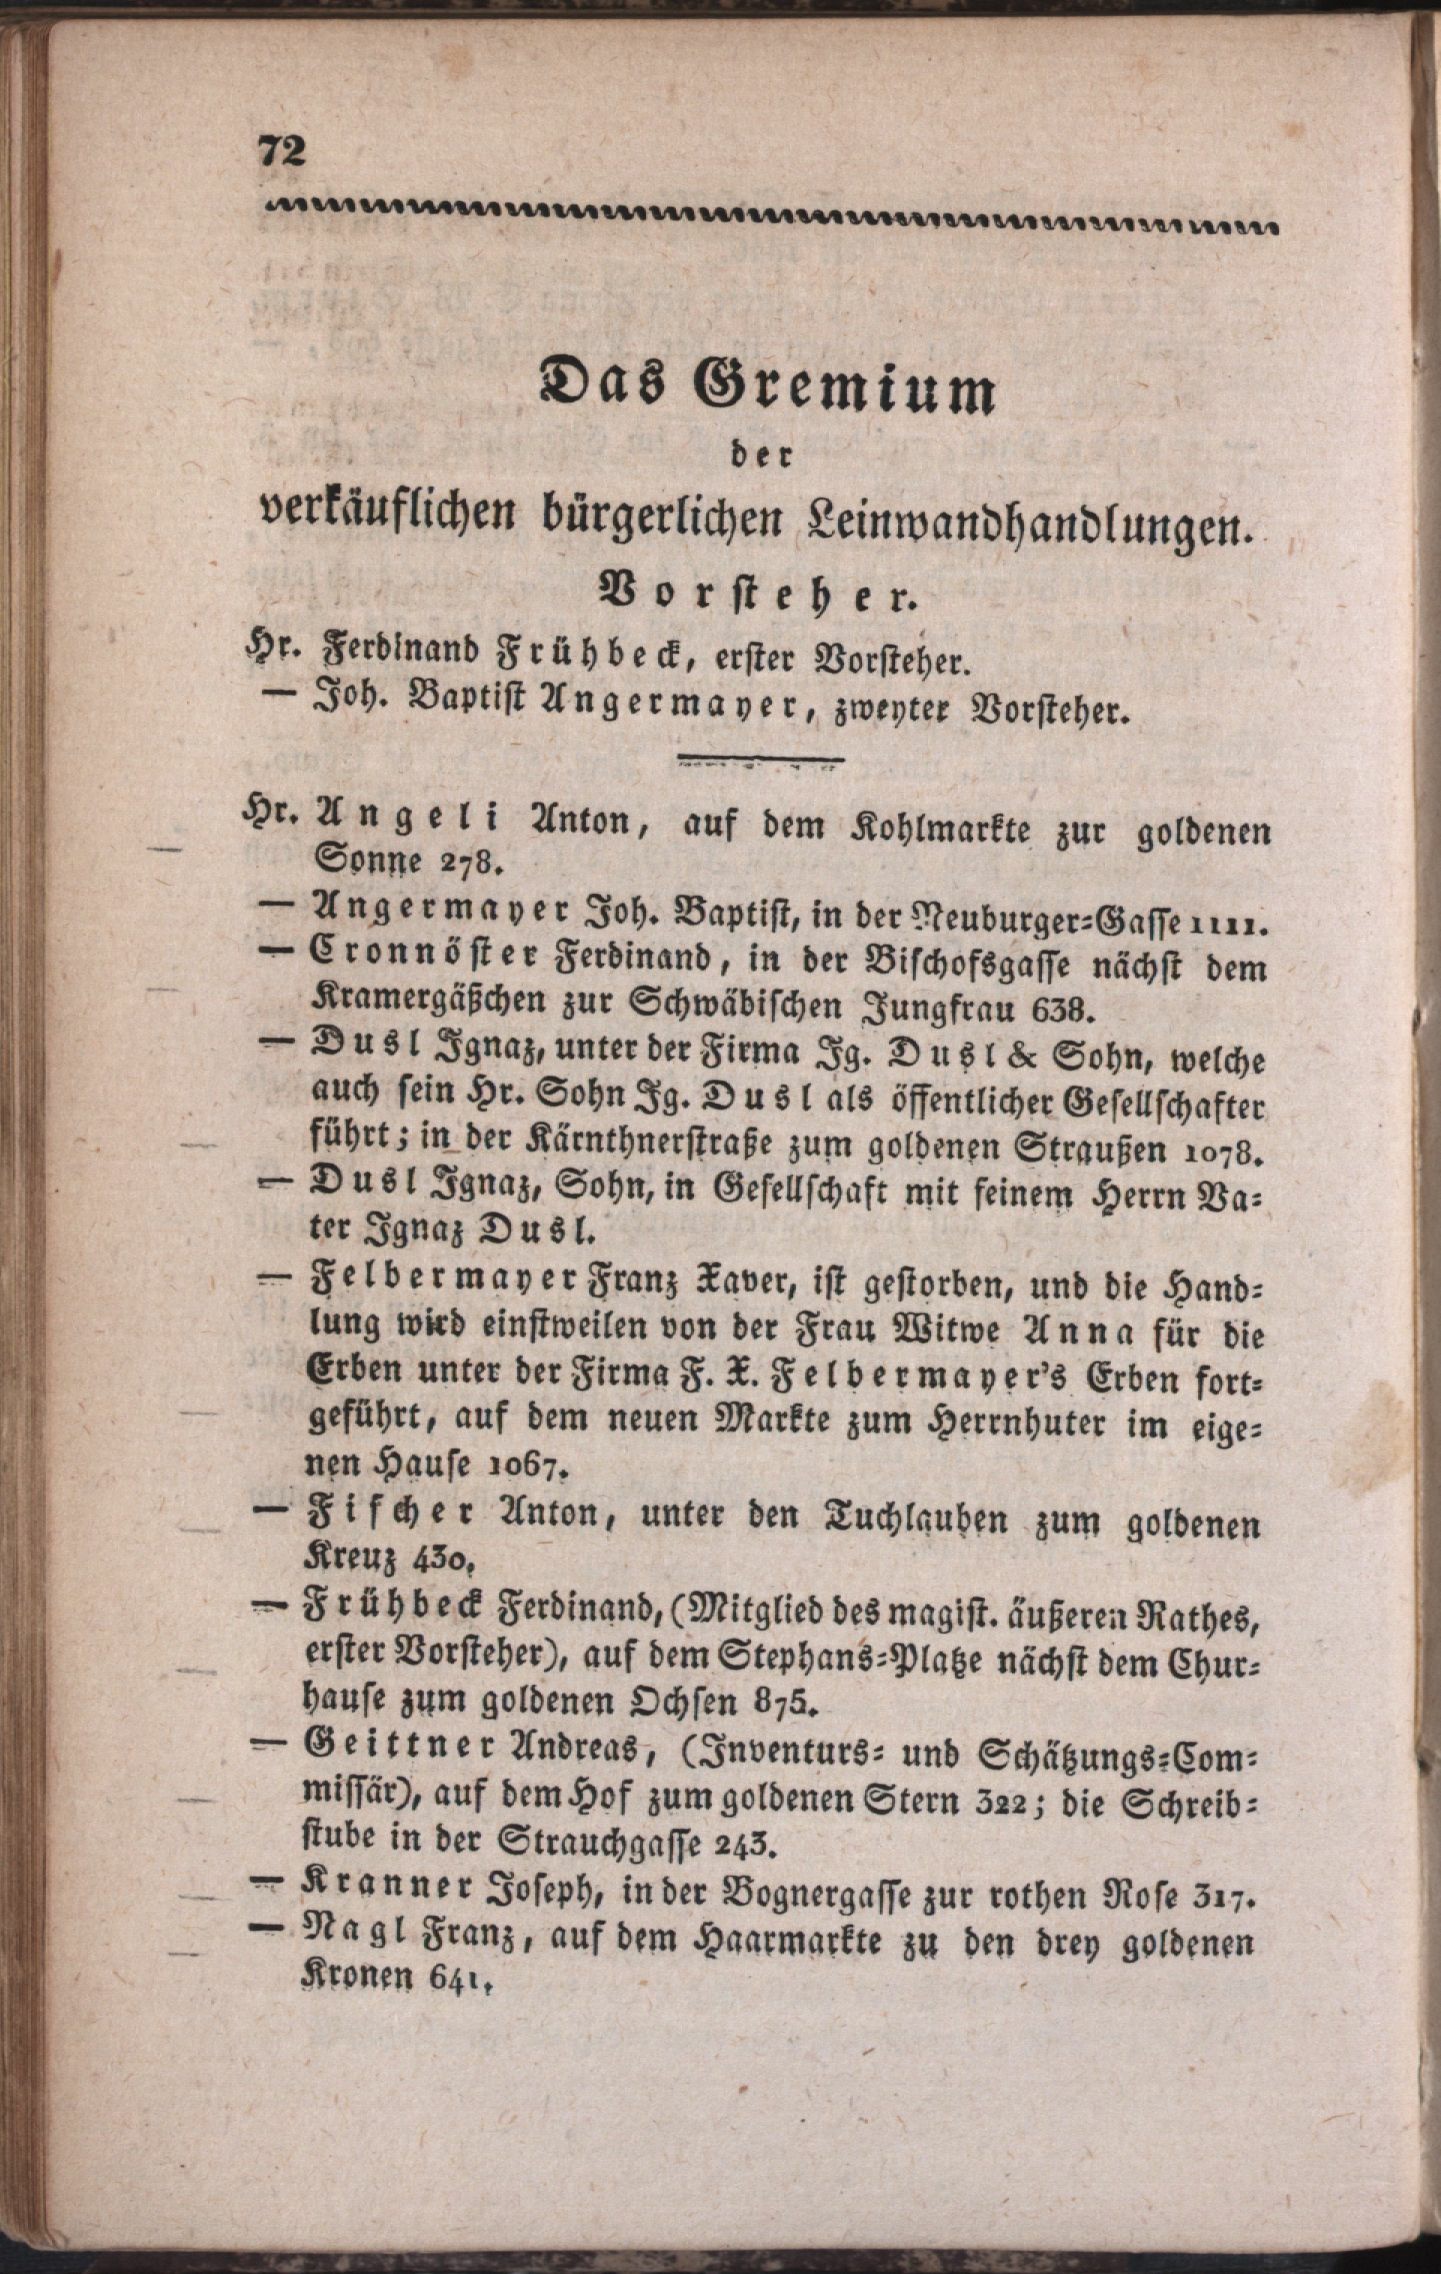 72
Das Gremium
der
verkäuflichen bürgerlichen Leinwandhandlungen.
Vorsteher.
Hr. Ferdinand Frühbeck, erster Vorsteher.
— Joh. Baptist Angermayer, zweyter Vorsteher.
Hr. Angeli Anton, auf dem Kohlmarkte zur goldenen
Sonne 278.
— Angermayer Joh. Baptist, in der Neuburger-Gasse 1111.
— Cronnöster Ferdinand, in der Bischofsgasse nächst dem
Kramergäßchen zur Schwäbischen Jungfrau 638.
— Dusl Ignaz, unter der Firma Ig. Dusl & Sohn, welche
auch sein Hr. Sohn Ig. Dusl als öffentlicher Gesellschafter
führt; in der Kärnthnerstraße zum goldenen Straußen 1078.
— Dusl Ignaz, Sohn, in Gesellschaft mit seinem Herrn Va-
ter Ignaz Dusl.
— Felbermayer Franz Xaver, ist gestorben, und die Hand-
lung wird einstweilen von der Frau Witwe Anna für die
Erben unter der Firma F. X. Felbermayer's Erben fort-
geführt, auf dem neuen Markte zum Herrnhuter im eige-
nen Hause 1067.
— Fischer Anton, unter den Tuchlauben zum goldenen
Kreuz 430.
— Frühbeck Ferdinand, (Mitglied des magist. äußeren Rathes,
erster Vorsteher), auf dem Stephans-Platze nächst dem Chur-
hause zum goldenen Ochsen 875.
— Geittner Andreas, (Inventurs- und Schätzungs-Com-
missär), auf dem Hof zum goldenen Stern 322; die Schreib-
stube in der Strauchgasse 243.
— Kranner Joseph, in der Bognergasse zur rothen Rose 317.
— Nagl Franz, auf dem Haarmarkte zu den drey goldenen
Kronen 641.